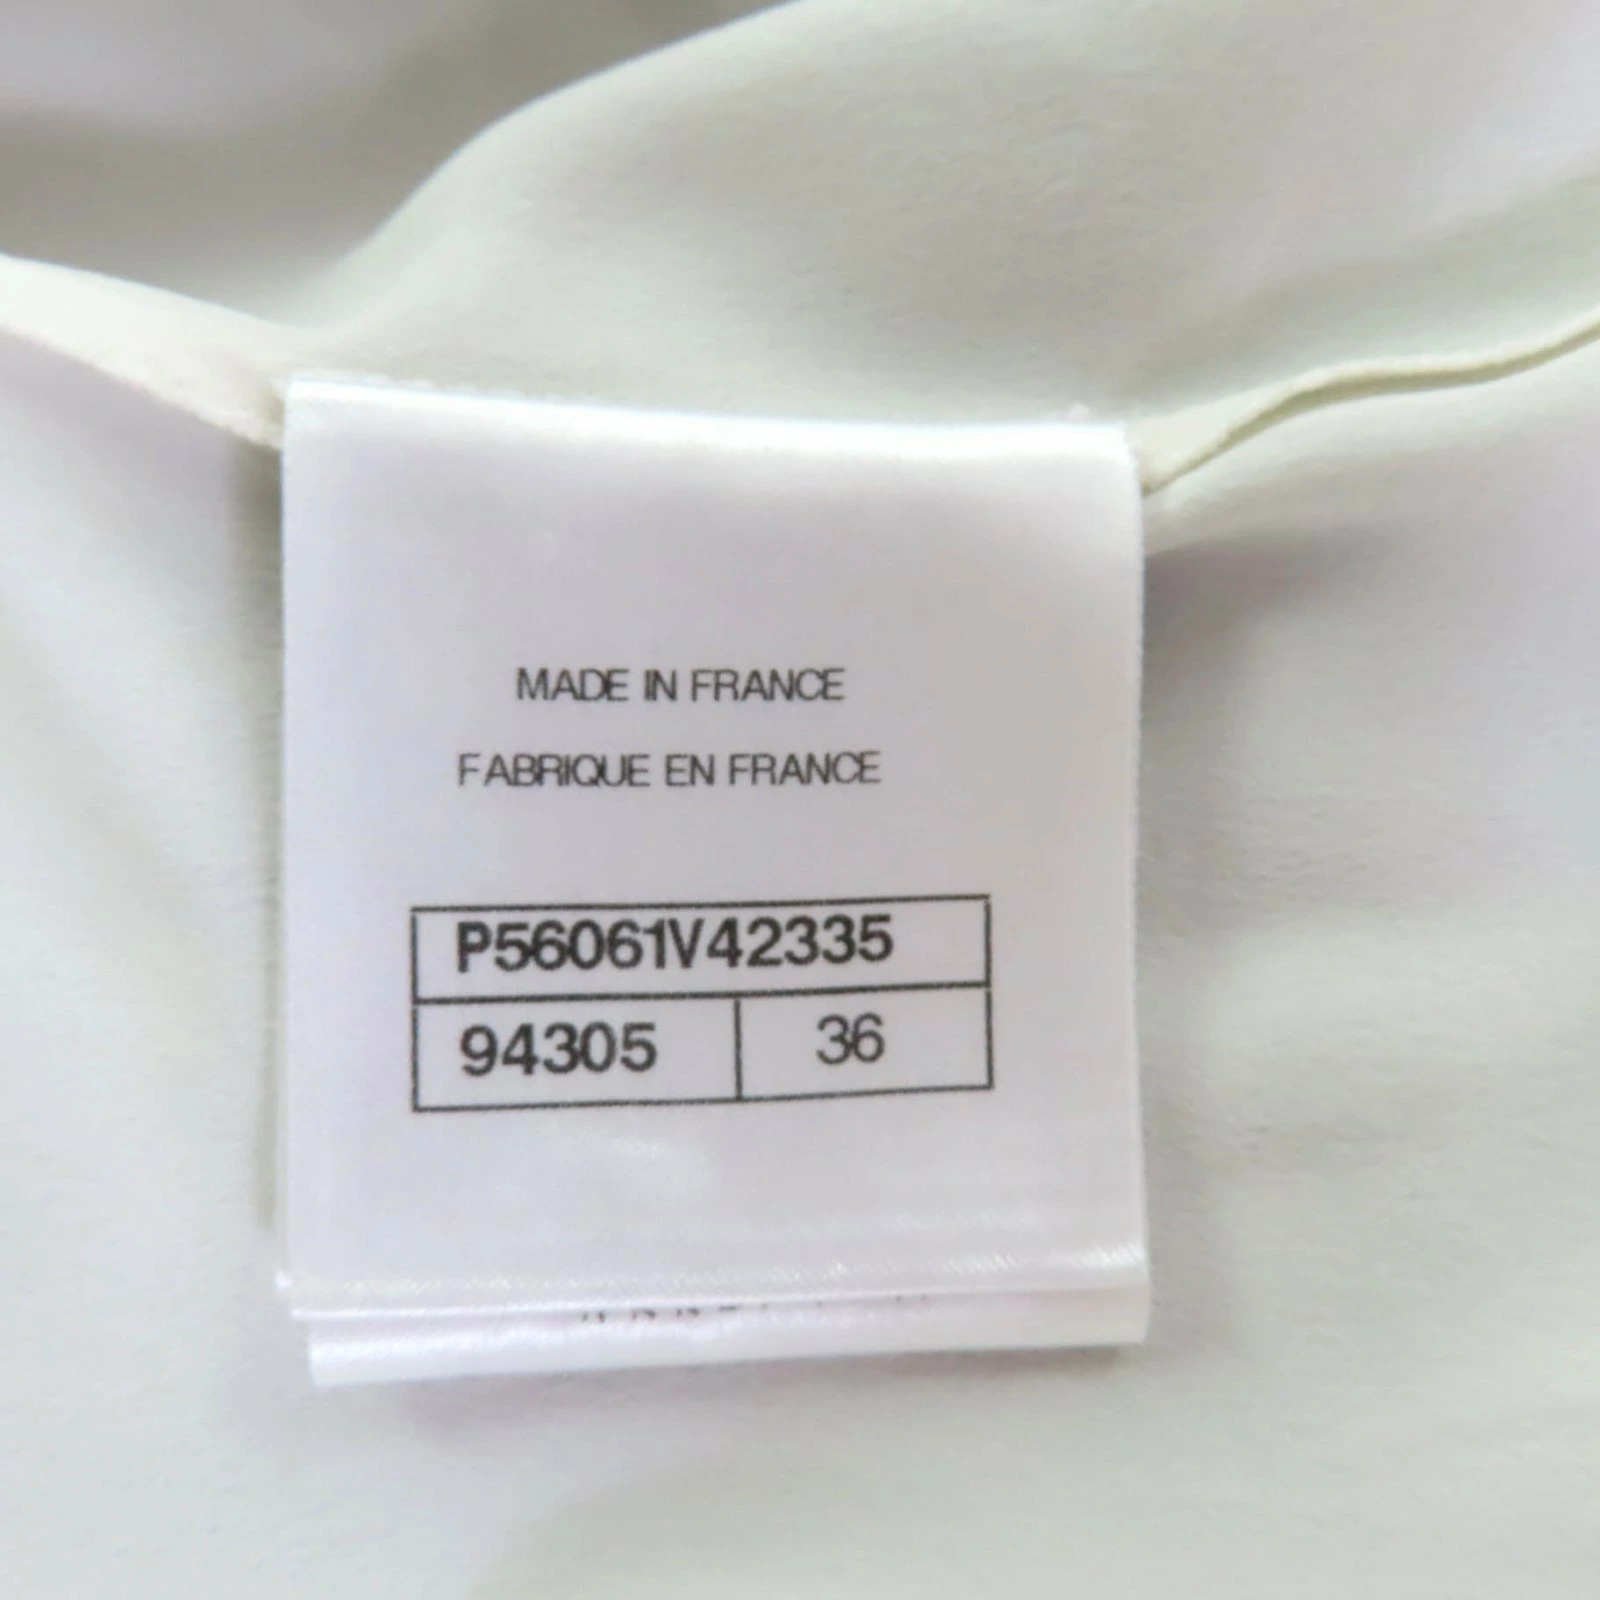 MADE IN FRANCE
FABRIQUE EN FRANCE
P56061V42335
94305 36